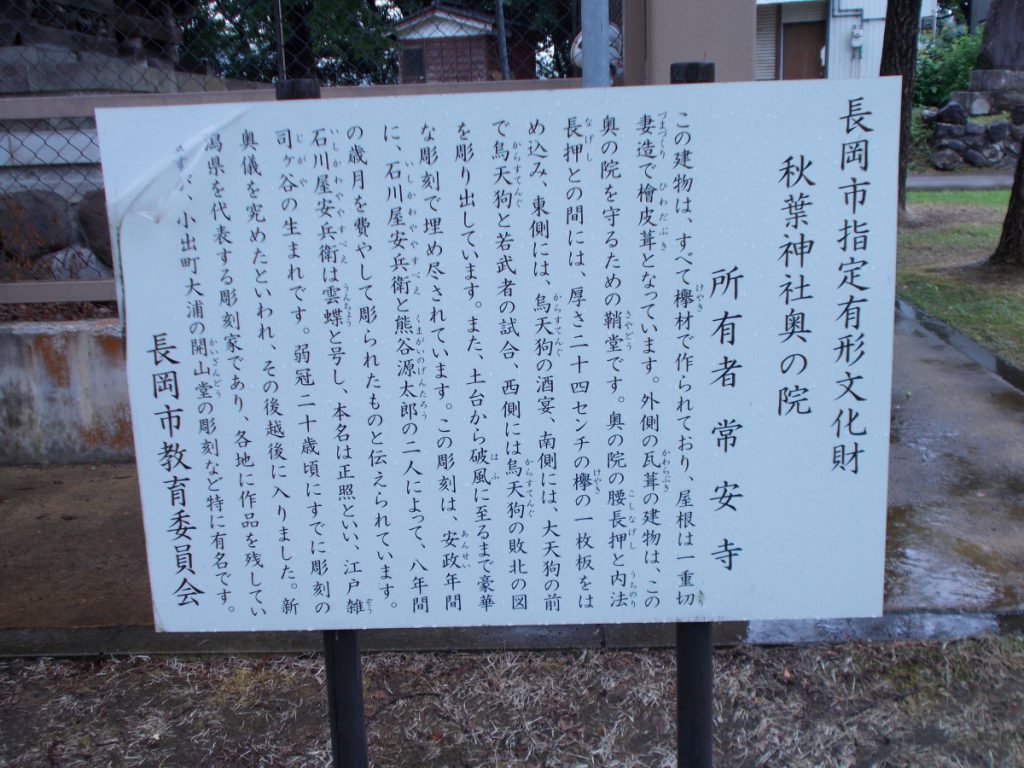 長岡市指定有形文化財
秋葉神社奥の院
所有者 常安寺
この建物は、すべて欅材で作られており、屋根は一重切
妻造で檜皮葺となっています。外側の瓦葺の建物は、この
奥の院を守るための鞘堂です。奥の院の腰長押と内法
長押との間には、厚さ二十四センチの欅の一枚板をは
め込み、東側には、烏天狗の酒宴、南側には、大天狗の前
で烏天狗と若武者の試合、西側には烏天狗の敗北の図
を彫り出しています。また、土台から破風に至るまで豪華
な彫刻で埋め尽されています。この彫刻は、安政年間
に、石川屋安兵衛と熊谷源太郎の二人によって、八年間
の歳月を費やして彫られたものと伝えられています。
石川屋安兵衛は雲蝶と号し、本名は正照といい、江戸雑
司ヶ谷の生まれです。弱冠二十歳頃にすでに彫刻の
奥儀を究めたといわれ、その後越後に入りました。新
潟県を代表する彫刻家であり、各地に作品を残してい
ますが、小出町大浦の開山堂の彫刻など特に有名です。
長岡市教育委員会